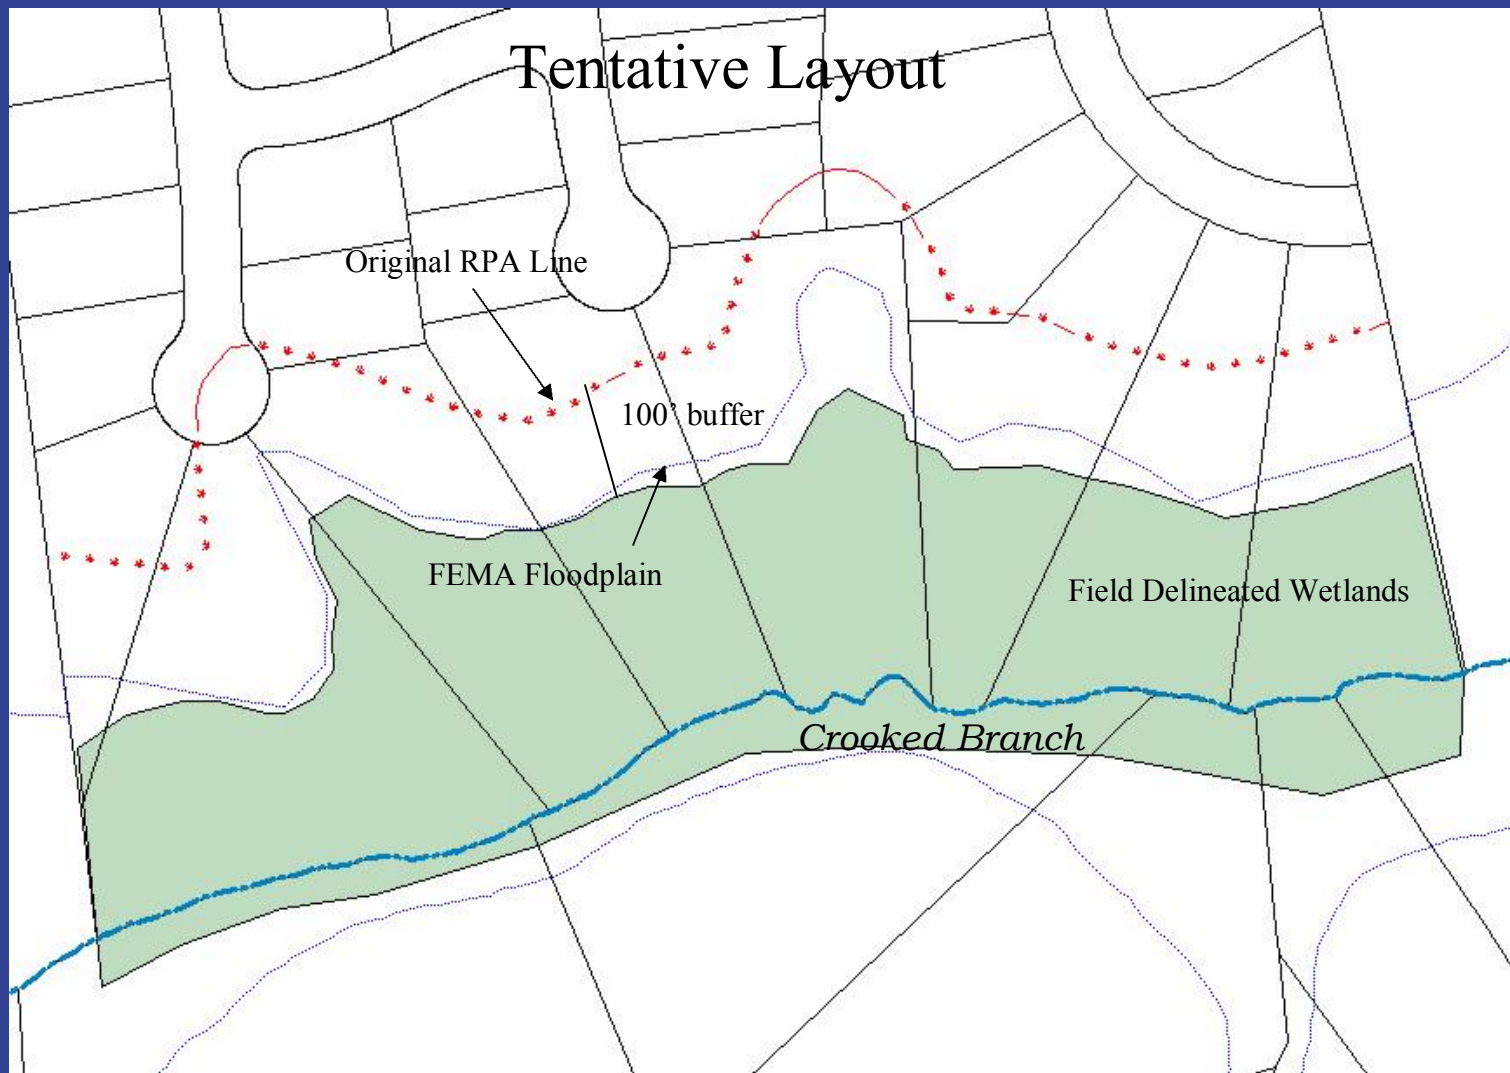 Tentative Layout
Original RPA Line
100' buffer
FEMA Floodplain
Field Delineated Wetlands
Crooked Branch